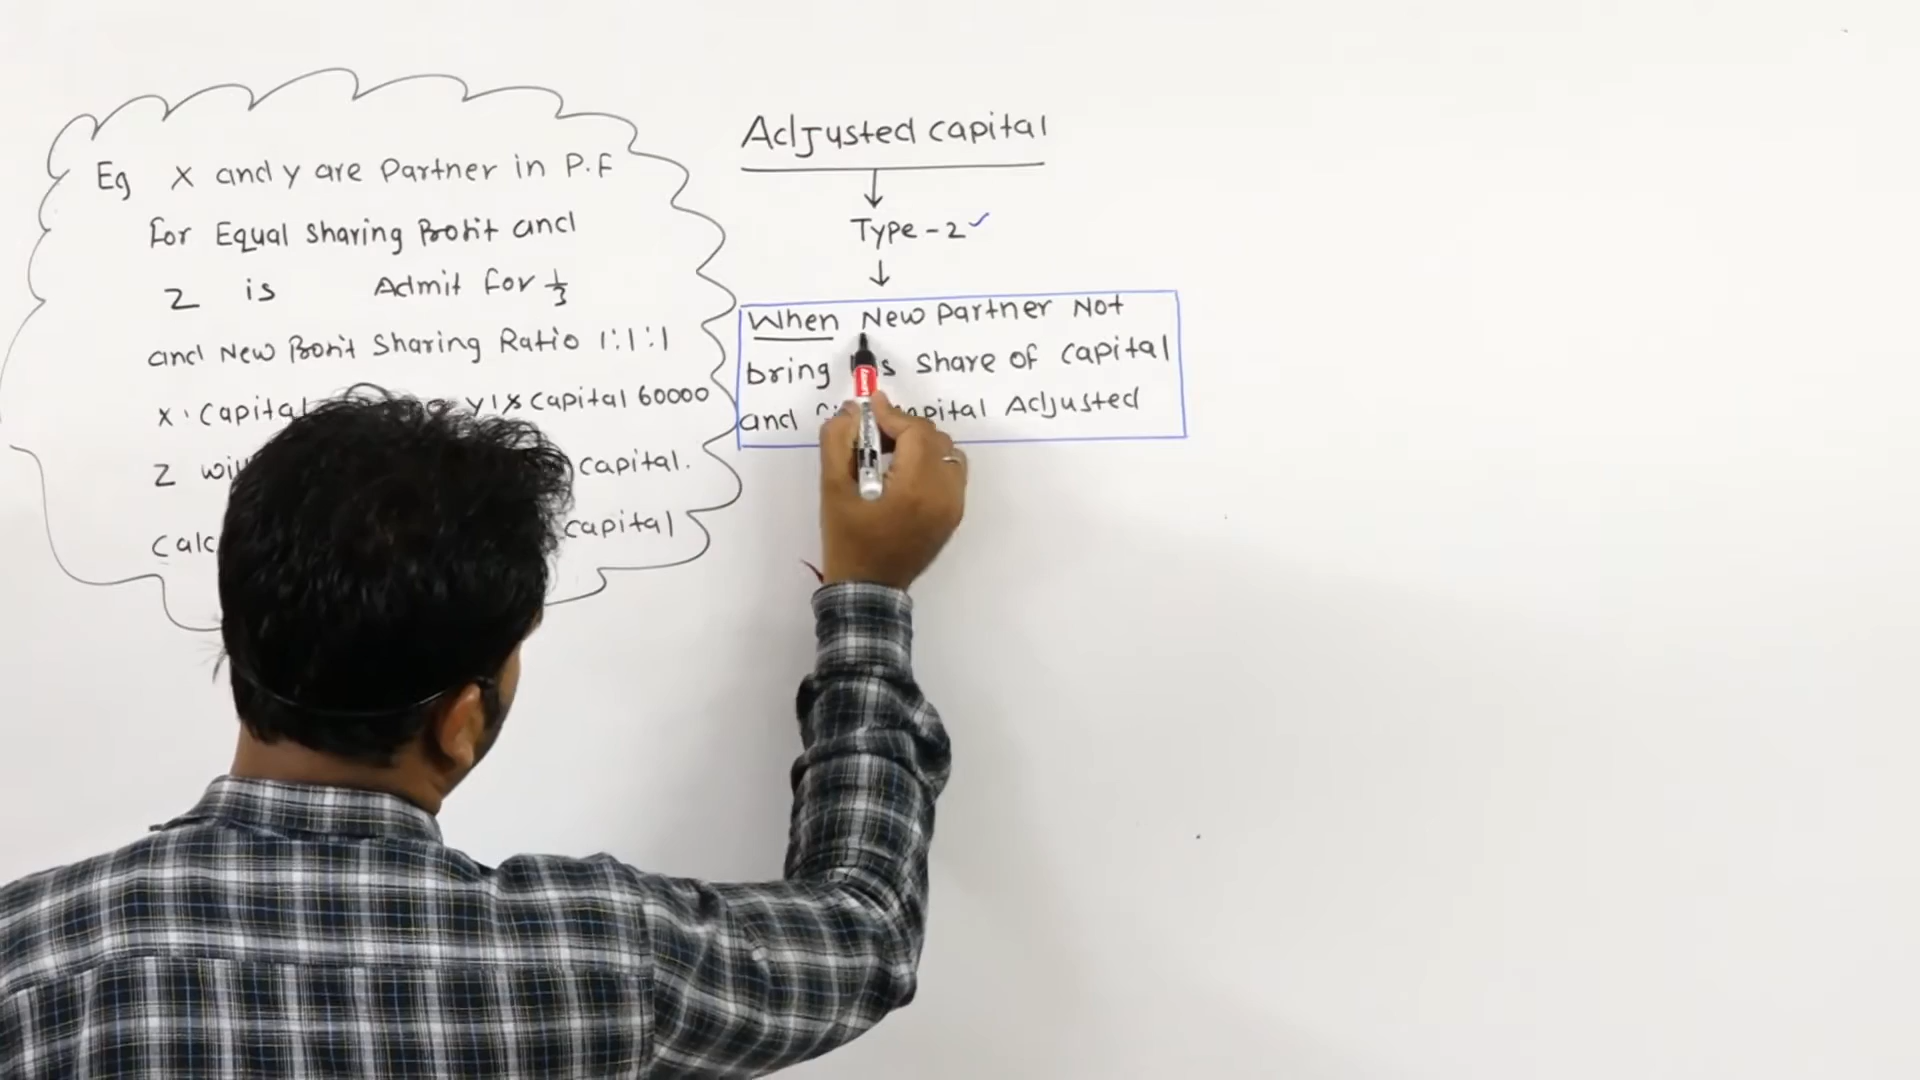 Eg X and y are Partner in P.F
for Equal sharing Profit and
Z is Admit for 1/3
and New Profit Sharing Ratio 1:1:1
X' Capital y's capital 60000
Z capital.
capital
Adjusted capital
Type - 2 ✓
When New partner Not
bring share of capital
and capital Adjusted